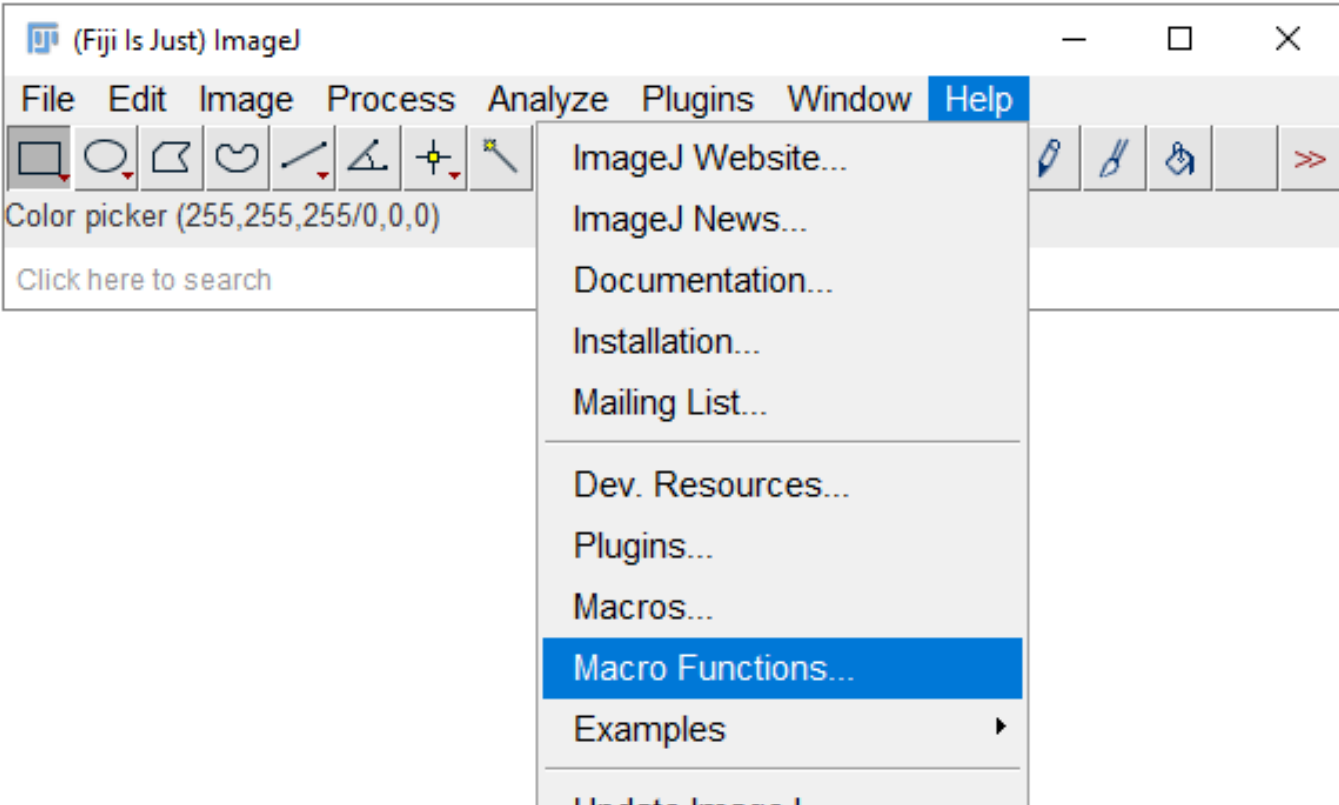 (Fiji Is Just) ImageJ
File Edit Image Process Analyze Plugins Window Help
Color picker (255,255,255/0,0,0)
Click here to search
ImageJ Website...
ImageJ News...
Documentation...
Installation...
Mailing List...
Dev. Resources...
Plugins...
Macros...
Macro Functions...
Examples
Update ImageJ